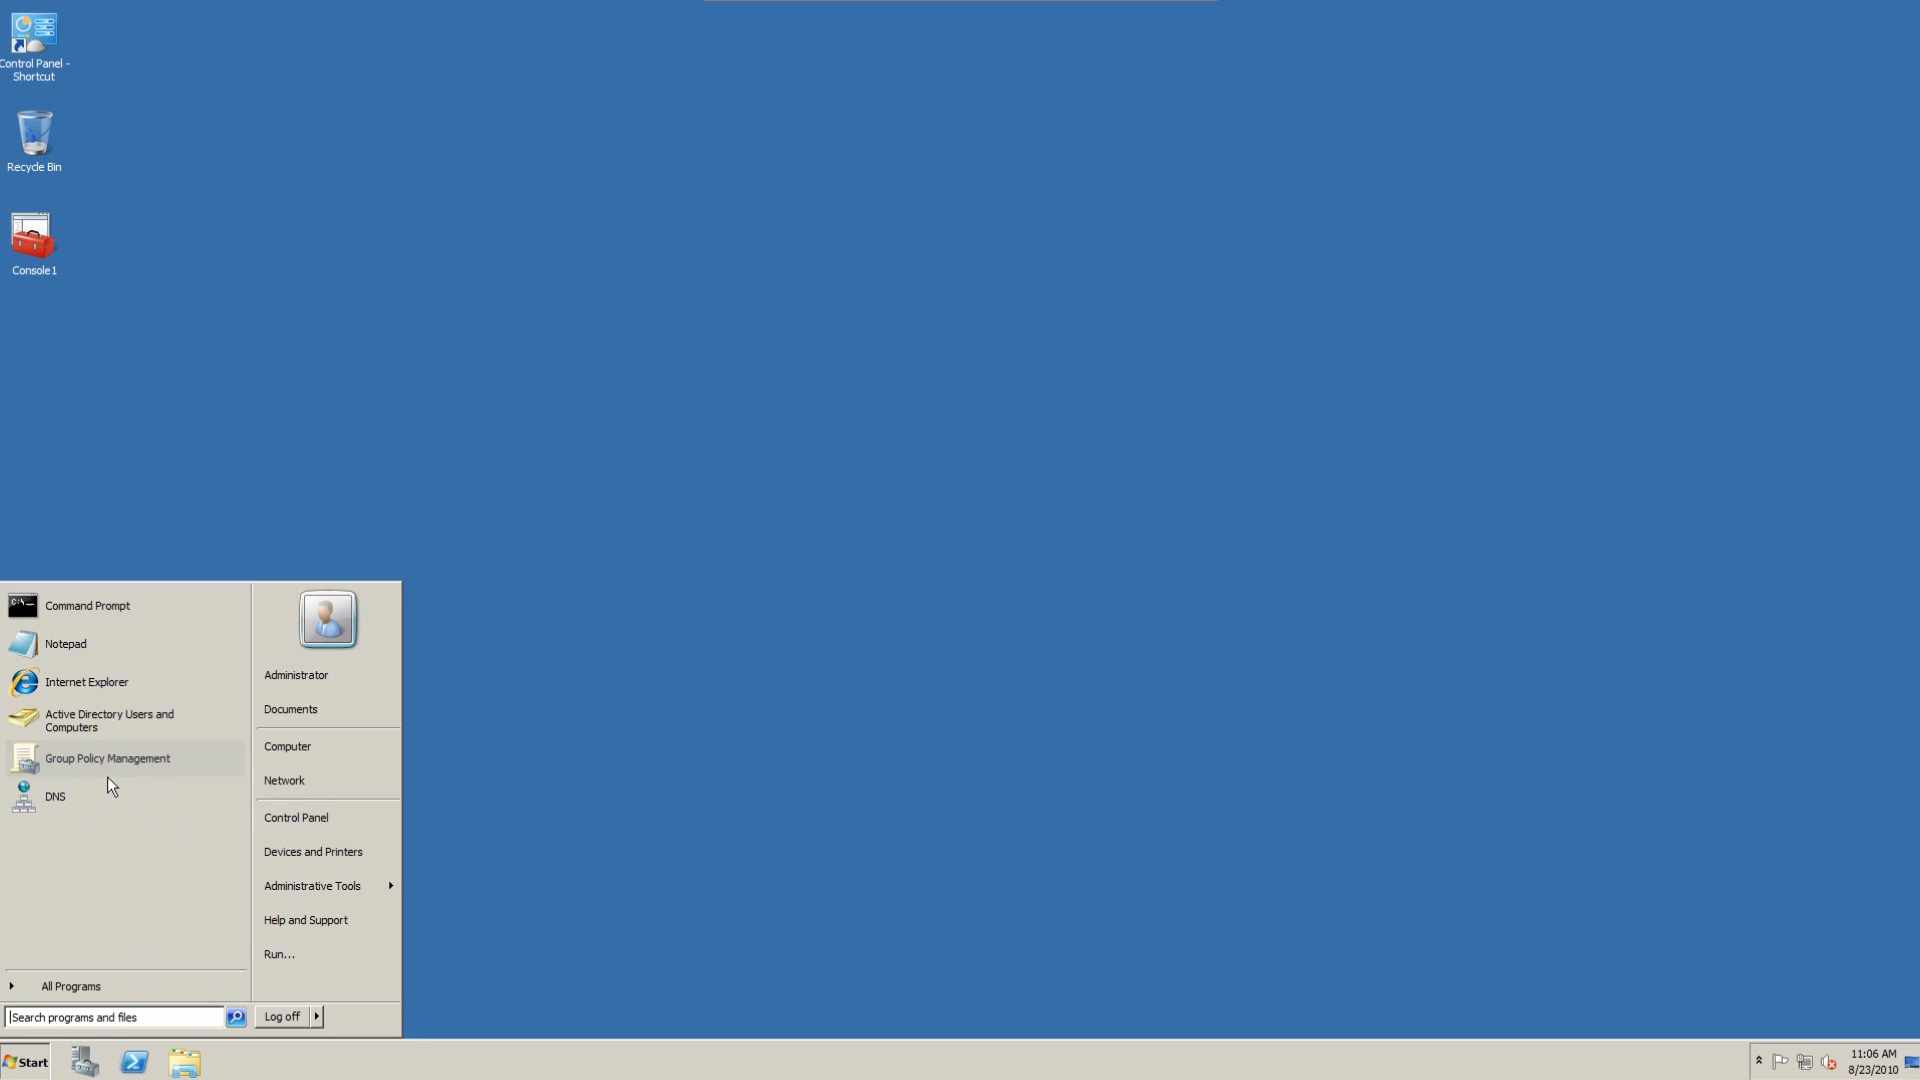 Control Panel -
Shortcut
Recycle Bin
Console1
Command Prompt
Notepad
Internet Explorer
Active Directory Users and
Computers
Group Policy Management
DNS
All Programs
Search programs and files
Administrator
Documents
Computer
Network
Control Panel
Devices and Printers
Administrative Tools
Help and Support
Run...
Log off
Start
11:06 AM
8/23/2010